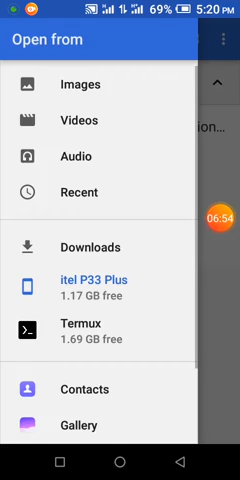 69% 5:20 PM
Open from
Images
ion...
Videos
Audio
Recent
06:54
Downloads
itel P33 Plus
1.17 GB free
Termux
1.69 GB free
Contacts
Gallery